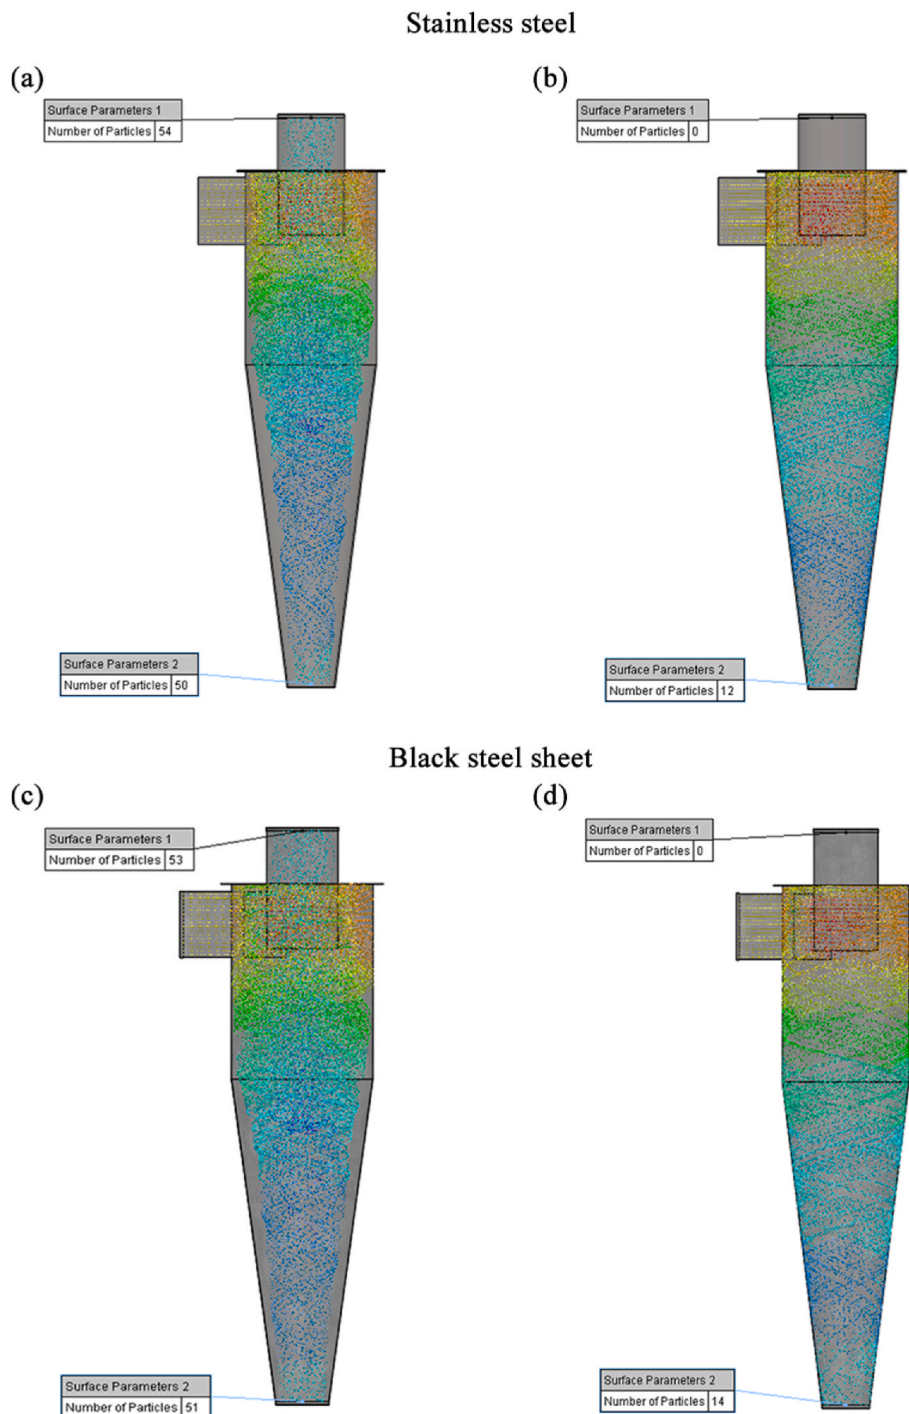 Stainless steel
(a)
(b)
Surface Parameters 1
Number of Particles 54
Surface Parameters 1
Number of Particles 0
Surface Parameters 2
Number of Particles 50
Surface Parameters 2
Number of Particles 12
Black steel sheet
(c)
(d)
Surface Parameters 1
Number of Particles 53
Surface Parameters 1
Number of Particles 0
Surface Parameters 2
Number of Particles 51
Surface Parameters 2
Number of Particles 14